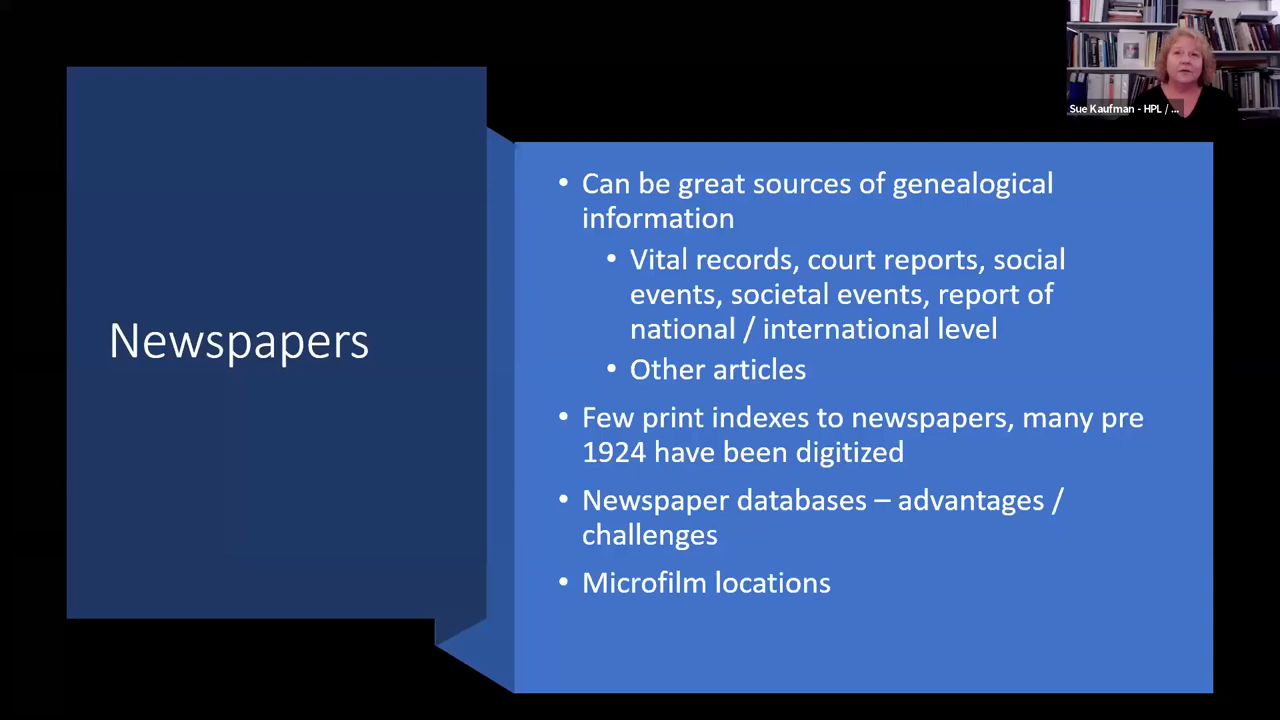 Sue Kaufman - HPL / ...
Newspapers
• Can be great sources of genealogical
information
• Vital records, court reports, social
events, societal events, report of
national / international level
• Other articles
• Few print indexes to newspapers, many pre
1924 have been digitized
• Newspaper databases – advantages /
challenges
• Microfilm locations